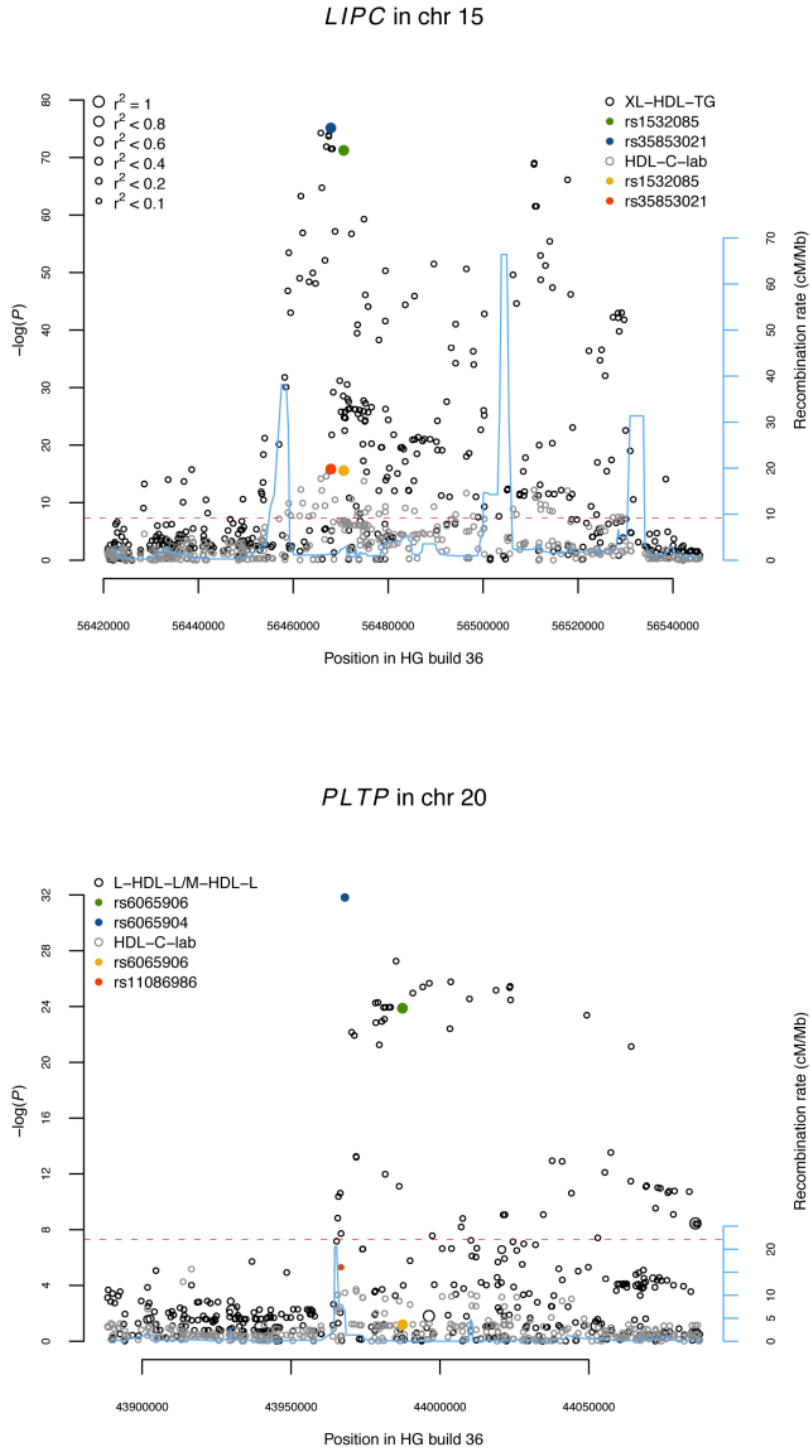 LIPC in chr 15
r² = 1
r² < 0.8
r² < 0.6
r² < 0.4
r² < 0.2
r² < 0.1
XL−HDL−TG
rs1532085
rs35853021
HDL−C−lab
rs1532085
rs35853021
−log(P)
80
70
60
50
40
30
20
10
0
Recombination rate (cM/Mb)
70
60
50
40
30
20
10
0
56420000 56440000 56460000 56480000 56500000 56520000 56540000
Position in HG build 36
PLTP in chr 20
L−HDL−L/M−HDL−L
rs6065906
rs6065904
HDL−C−lab
rs6065906
rs11086986
−log(P)
32
28
24
20
16
12
8
4
0
Recombination rate (cM/Mb)
20
10
5
0
43900000 43950000 44000000 44050000
Position in HG build 36